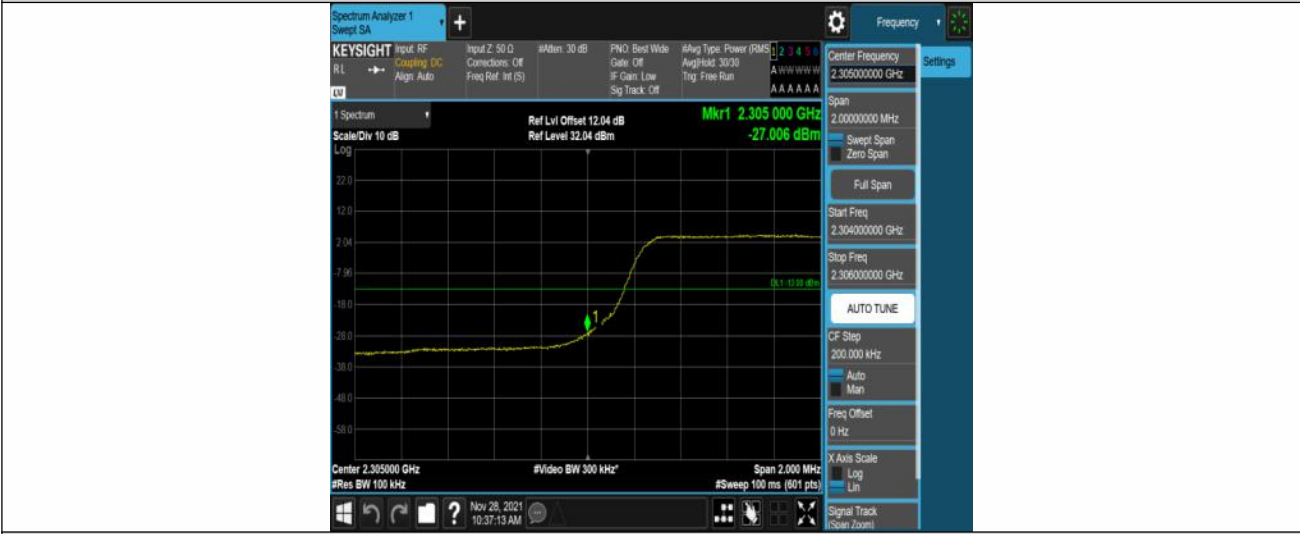 Spectrum Analyzer 1
Swept SA
+
Frequency
KEYSIGHT
RL
Input: RF
Coupling: DC
Align: Auto
Input Z: 50 Ω
Corrections: Off
Freq Ref: Int (S)
#Atten: 30 dB
PNO: Best Wide
Gate: Off
IF Gain: Low
Sig Track: Off
#Avg Type: Power (RMS
Avg|Hold: 30/30
Trig: Free Run
1 2 3 4 5 6
A W W W W W
A A A A A A
1 Spectrum
Scale/Div 10 dB
Log
Ref Lvl Offset 12.04 dB
Ref Level 32.04 dBm
Mkr1 2.305 000 GHz
-27.006 dBm
22.0
12.0
2.04
-7.96
-18.0
-28.0
-38.0
-48.0
-58.0
DL1 -13.00 dBm
1
Center 2.305000 GHz
#Res BW 100 kHz
#Video BW 300 kHz*
Span 2.000 MHz
#Sweep 100 ms (601 pts)
?
Nov 28, 2021
10:37:13 AM
Center Frequency
2.305000000 GHz
Settings
Span
2.00000000 MHz
Swept Span
Zero Span
Full Span
Start Freq
2.304000000 GHz
Stop Freq
2.306000000 GHz
AUTO TUNE
CF Step
200.000 kHz
Auto
Man
Freq Offset
0 Hz
X Axis Scale
Log
Lin
Signal Track
(Span Zoom)